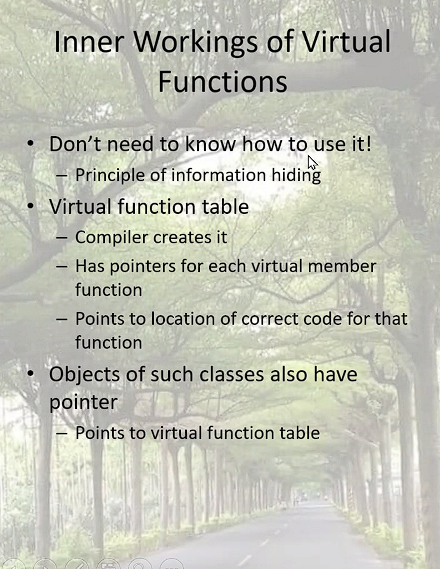 Inner Workings of Virtual
Functions
• Don’t need to know how to use it!
– Principle of information hiding
• Virtual function table
– Compiler creates it
– Has pointers for each virtual member
function
– Points to location of correct code for that
function
• Objects of such classes also have
pointer
– Points to virtual function table